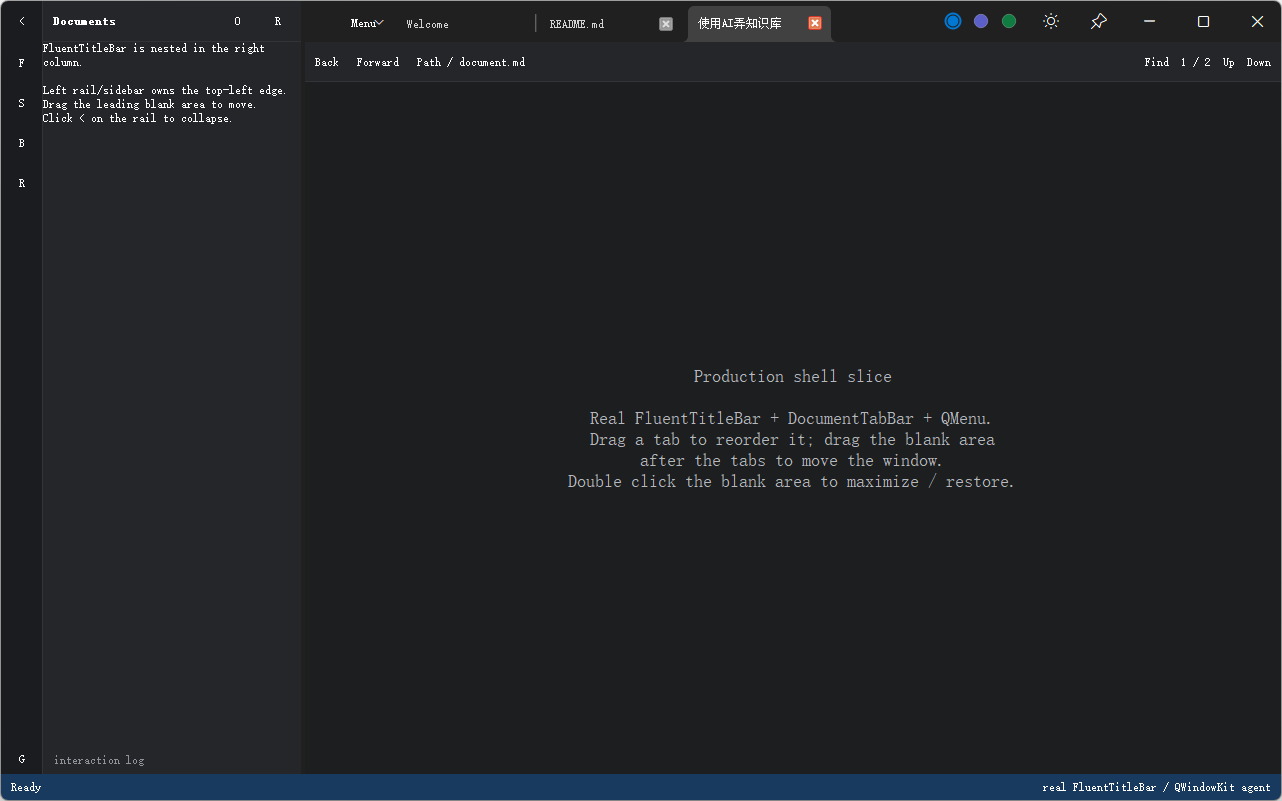 Documents O R
Menu Welcome README.md 使用AI弄知识库
F
S
B
R
FluentTitleBar is nested in the right
column.
Left rail/sidebar owns the top-left edge.
Drag the leading blank area to move.
Click < on the rail to collapse.
Back Forward Path / document.md
Find 1 / 2 Up Down
Production shell slice
Real FluentTitleBar + DocumentTabBar + QMenu.
Drag a tab to reorder it; drag the blank area
after the tabs to move the window.
Double click the blank area to maximize / restore.
G
interaction log
Ready
real FluentTitleBar / QWindowKit agent